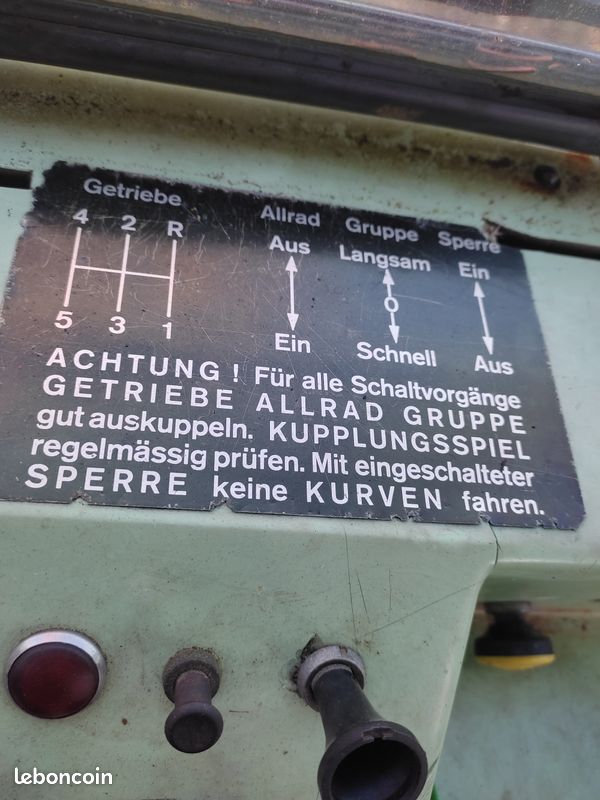 Getriebe Allrad Gruppe Sperre
4 2 R Aus Langsam Ein
0
5 3 1 Ein Schnell Aus
ACHTUNG! Für alle Schaltvorgänge
GETRIEBE ALLRAD GRUPPE
gut auskuppeln. KUPPLUNGSSPIEL
regelmässig prüfen. Mit eingeschalteter
SPERRE keine KURVEN fahren.
leboncoin